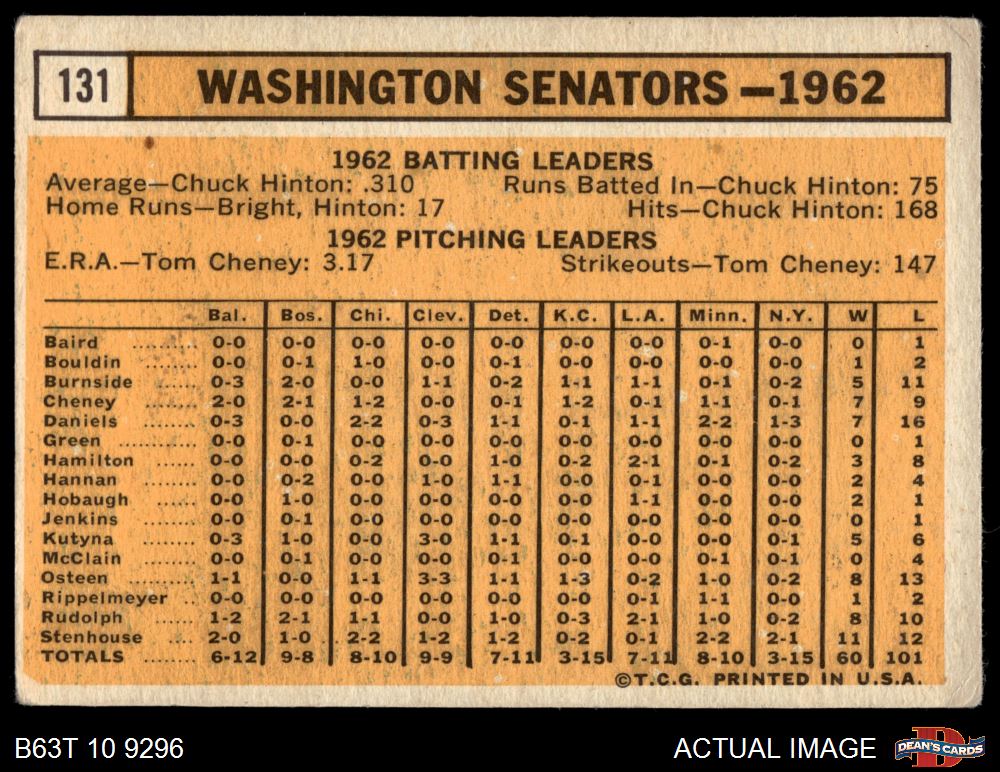 131 WASHINGTON SENATORS—1962
1962 BATTING LEADERS
Average—Chuck Hinton: .310 Runs Batted In—Chuck Hinton: 75
Home Runs—Bright, Hinton: 17 Hits—Chuck Hinton: 168
1962 PITCHING LEADERS
E.R.A.—Tom Cheney: 3.17 Strikeouts—Tom Cheney: 147
Bal. Bos. Chi. Clev. Det. K.C. L.A. Minn. N.Y. W L
Baird ........ 0-0 0-0 0-0 0-0 0-0 0-0 0-0 0-1 0-0 0 1
Bouldin ....... 0-0 0-1 1-0 0-0 0-1 0-0 0-0 0-0 0-0 1 2
Burnside ...... 0-3 2-0 0-0 1-1 0-2 1-1 1-1 0-1 0-2 5 11
Cheney ....... 2-0 2-1 1-2 0-0 0-1 1-2 0-1 1-1 0-1 7 9
Daniels ....... 0-3 0-0 2-2 0-3 1-1 0-1 1-1 2-2 1-3 7 16
Green .......... 0-0 0-1 0-0 0-0 0-0 0-0 0-0 0-0 0-0 0 1
Hamilton ...... 0-0 0-0 0-2 0-0 1-0 0-2 2-1 0-1 0-2 3 8
Hannan ....... 0-0 0-2 0-0 1-0 1-1 0-0 0-1 0-0 0-0 2 4
Hobaugh ...... 0-0 1-0 0-0 0-0 0-0 0-0 1-1 0-0 0-0 2 1
Jenkins ....... 0-0 0-1 0-0 0-0 0-0 0-0 0-0 0-0 0-0 0 1
Kutyna ........ 0-3 1-0 0-0 3-0 1-1 0-0 0-0 0-1 0-1 5 6
McClain ...... 0-0 0-1 0-0 0-0 0-1 0-0 0-0 0-1 0-1 0 4
Osteen ......... 1-1 0-0 1-1 3-3 1-1 1-3 0-2 1-0 0-2 8 13
Rippelmeyer .. 0-0 0-0 0-0 0-0 0-0 0-0 0-1 1-1 0-0 1 2
Rudolph ...... 1-2 2-1 1-1 0-0 1-0 0-3 2-1 1-0 0-2 8 10
Stenhouse .... 2-0 1-0 2-2 1-2 1-2 0-2 0-1 2-2 2-1 11 12
TOTALS ....... 6-12 9-8 8-10 9-9 7-11 3-15 7-11 8-10 3-15 60 101
©T.C.G. PRINTED IN U.S.A.
B63T 10 9296 ACTUAL IMAGE D DEAN'S CARDS